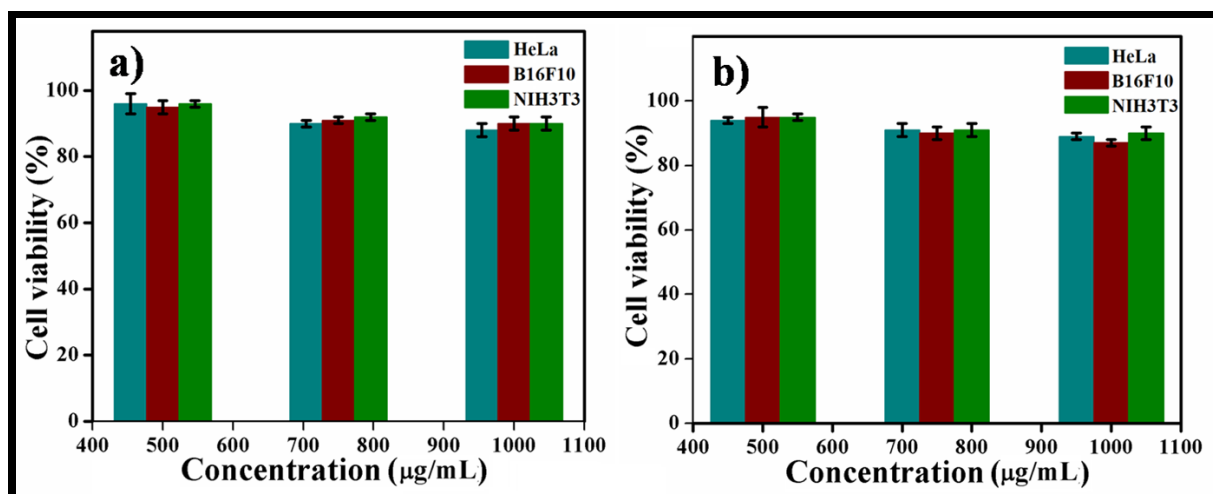 a)
HeLa
B16F10
NIH3T3
100
80
60
40
20
0
Cell viability (%)
400 500 600 700 800 900 1000 1100
Concentration (μg/mL)
b)
HeLa
B16F10
NIH3T3
100
80
60
40
20
0
Cell viability (%)
400 500 600 700 800 900 1000 1100
Concentration (μg/mL)